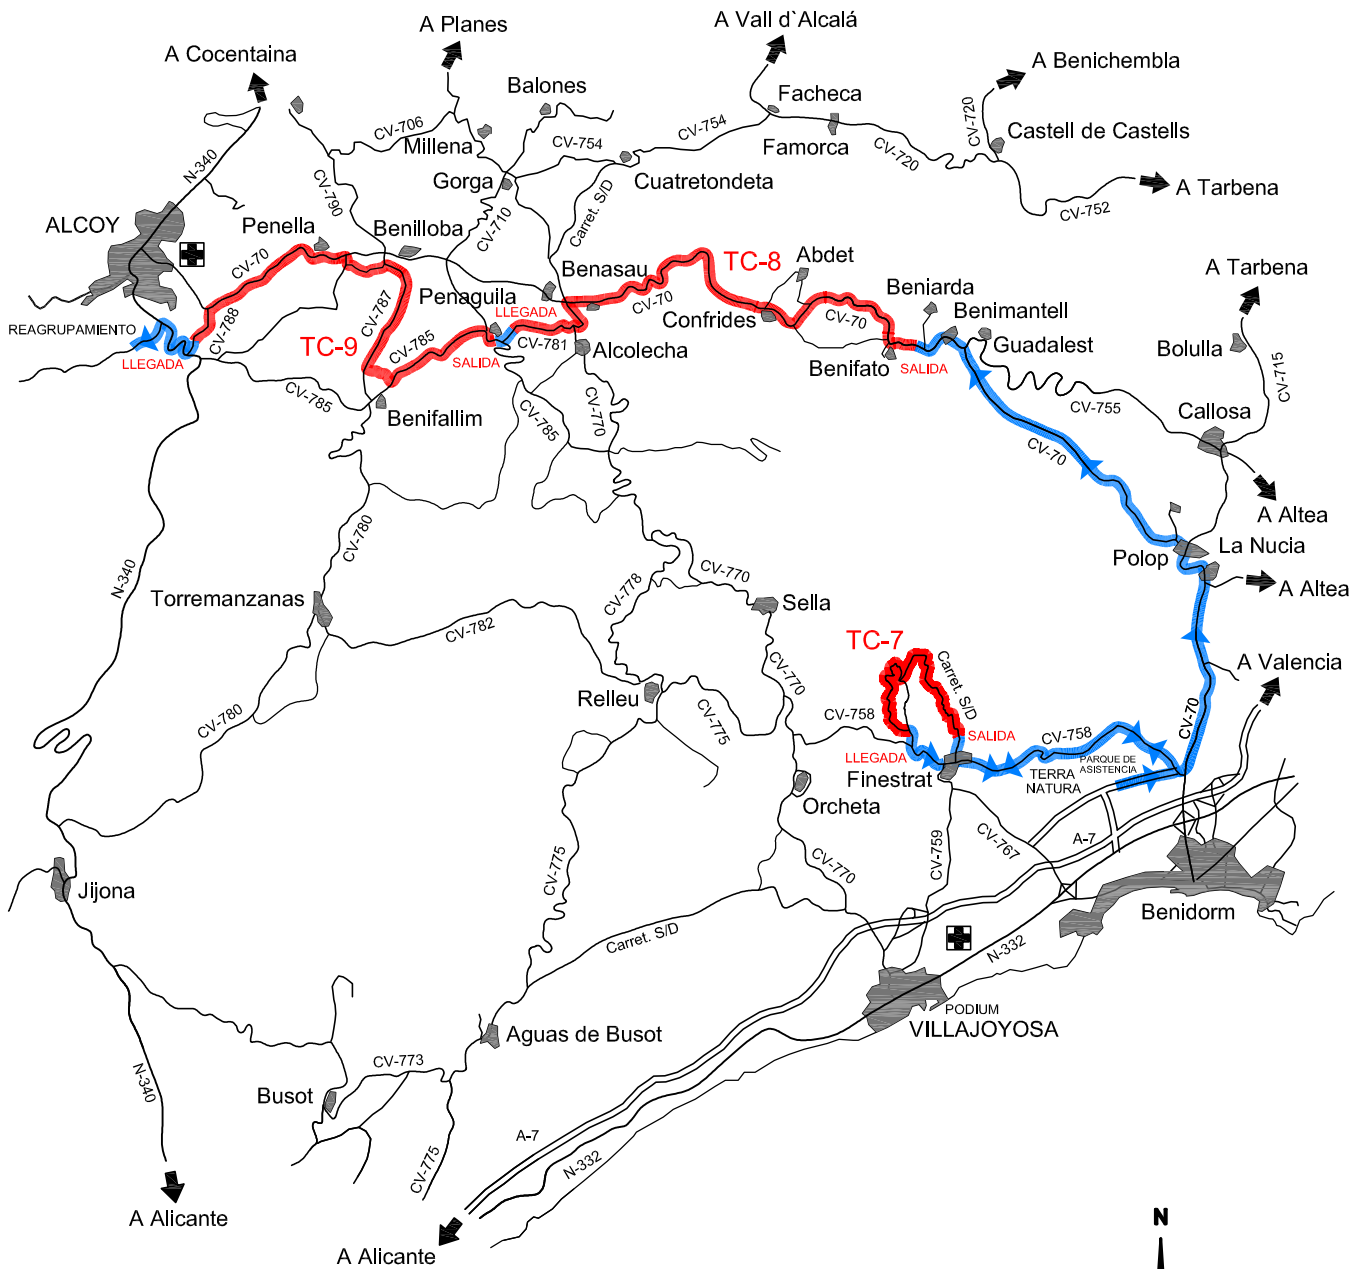 A Vall d`Alcalá
A Planes
A Cocentaina
A Benichembla
Balones
Facheca
CV-706
CV-754
CV-720
Castell de Castells
Millena
CV-754
Famorca
CV-720
N-340
Gorga
Cuatretondeta
A Tarbena
CV-790
CV-710
Carret. S/D
CV-752
ALCOY
Penella
Benilloba
Abdet
A Tarbena
CV-70
TC-8
Benasau
Beniarda
Penaguila
LLEGADA
CV-70
Confrides
CV-70
Benimantell
REAGRUPAMIENTO
CV-788
CV-787
TC-9
CV-785
SALIDA
CV-781
Alcolecha
Guadalest
Bolulla
CV-715
LLEGADA
Benifato
SALIDA
CV-785
Benifallim
CV-785
CV-770
CV-755
Callosa
CV-70
CV-780
A Altea
La Nucia
Polop
N-340
CV-778
CV-770
A Altea
Torremanzanas
Sella
CV-782
TC-7
Carret. S/D
A Valencia
CV-770
Relleu
CV-780
CV-775
CV-758
SALIDA
CV-758
CV-70
LLEGADA
PARQUE DE
ASISTENCIA
Finestrat
TERRA
NATURA
Orcheta
CV-759
CV-767
A-7
CV-775
CV-770
Jijona
Benidorm
Carret. S/D
N-332
PODIUM
VILLAJOYOSA
Aguas de Busot
CV-773
N-340
Busot
A-7
N-332
CV-775
A Alicante
A Alicante
N